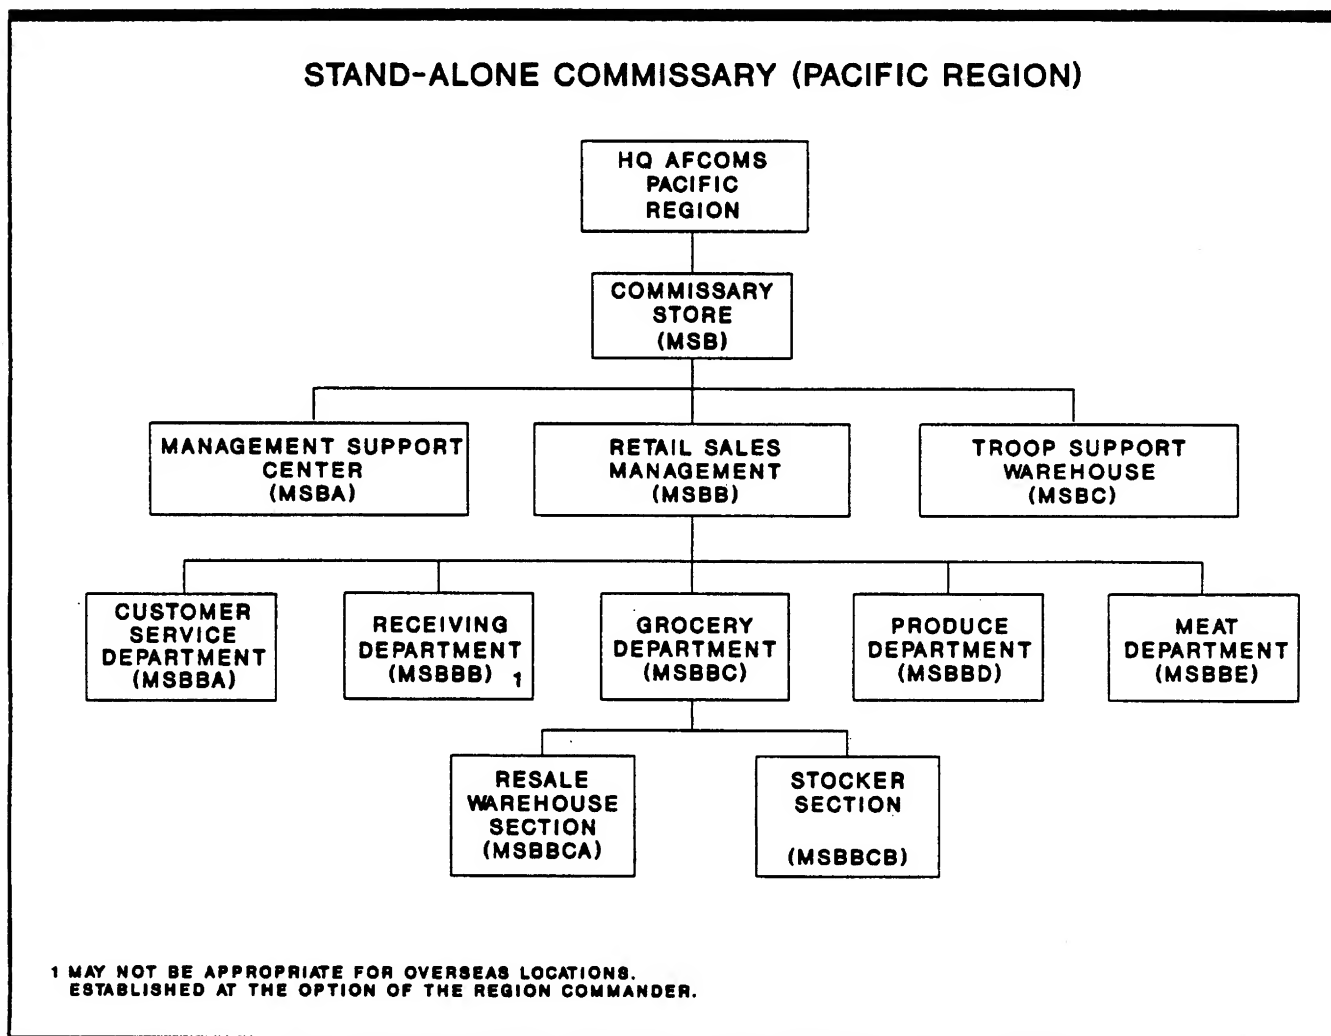 STAND-ALONE COMMISSARY (PACIFIC REGION)
HQ AFCOMS
PACIFIC
REGION
COMMISSARY
STORE
(MSB)
MANAGEMENT SUPPORT
CENTER
(MSBA)
RETAIL SALES
MANAGEMENT
(MSBB)
TROOP SUPPORT
WAREHOUSE
(MSBC)
CUSTOMER
SERVICE
DEPARTMENT
(MSBBA)
RECEIVING
DEPARTMENT
(MSBBB) 1
GROCERY
DEPARTMENT
(MSBBC)
PRODUCE
DEPARTMENT
(MSBBD)
MEAT
DEPARTMENT
(MSBBE)
RESALE
WAREHOUSE
SECTION
(MSBBCA)
STOCKER
SECTION
(MSBBCB)
1 MAY NOT BE APPROPRIATE FOR OVERSEAS LOCATIONS.
ESTABLISHED AT THE OPTION OF THE REGION COMMANDER.